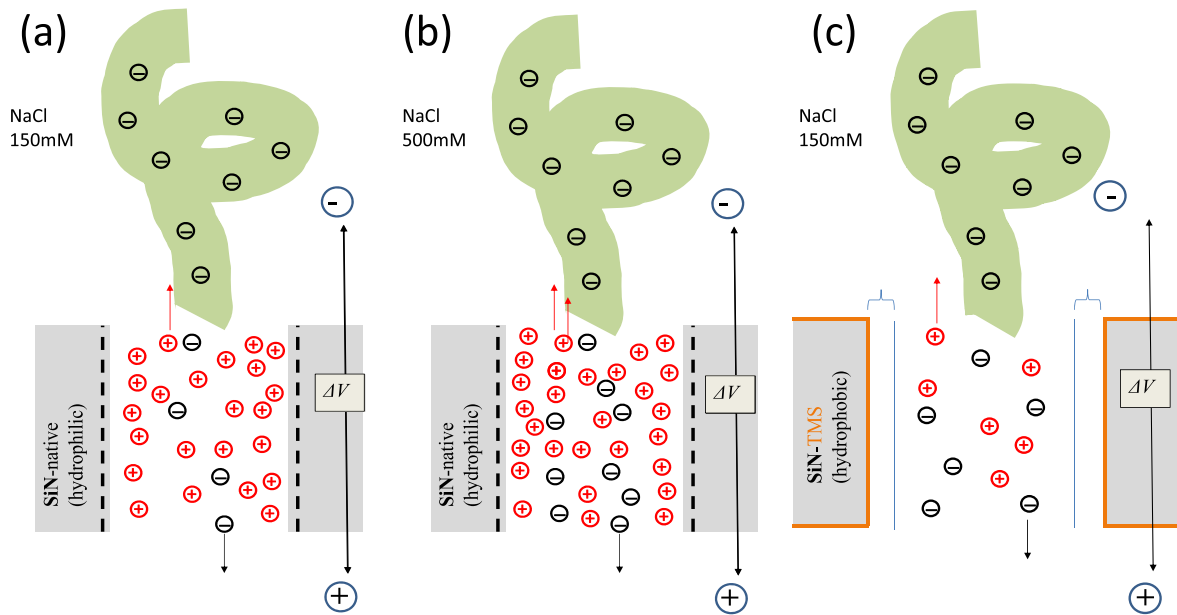 (a)
NaCl
150mM
SiN-native
(hydrophilic)
ΔV
(b)
NaCl
500mM
SiN-native
(hydrophilic)
ΔV
(c)
NaCl
150mM
SiN-TMS
(hydrophobic)
ΔV